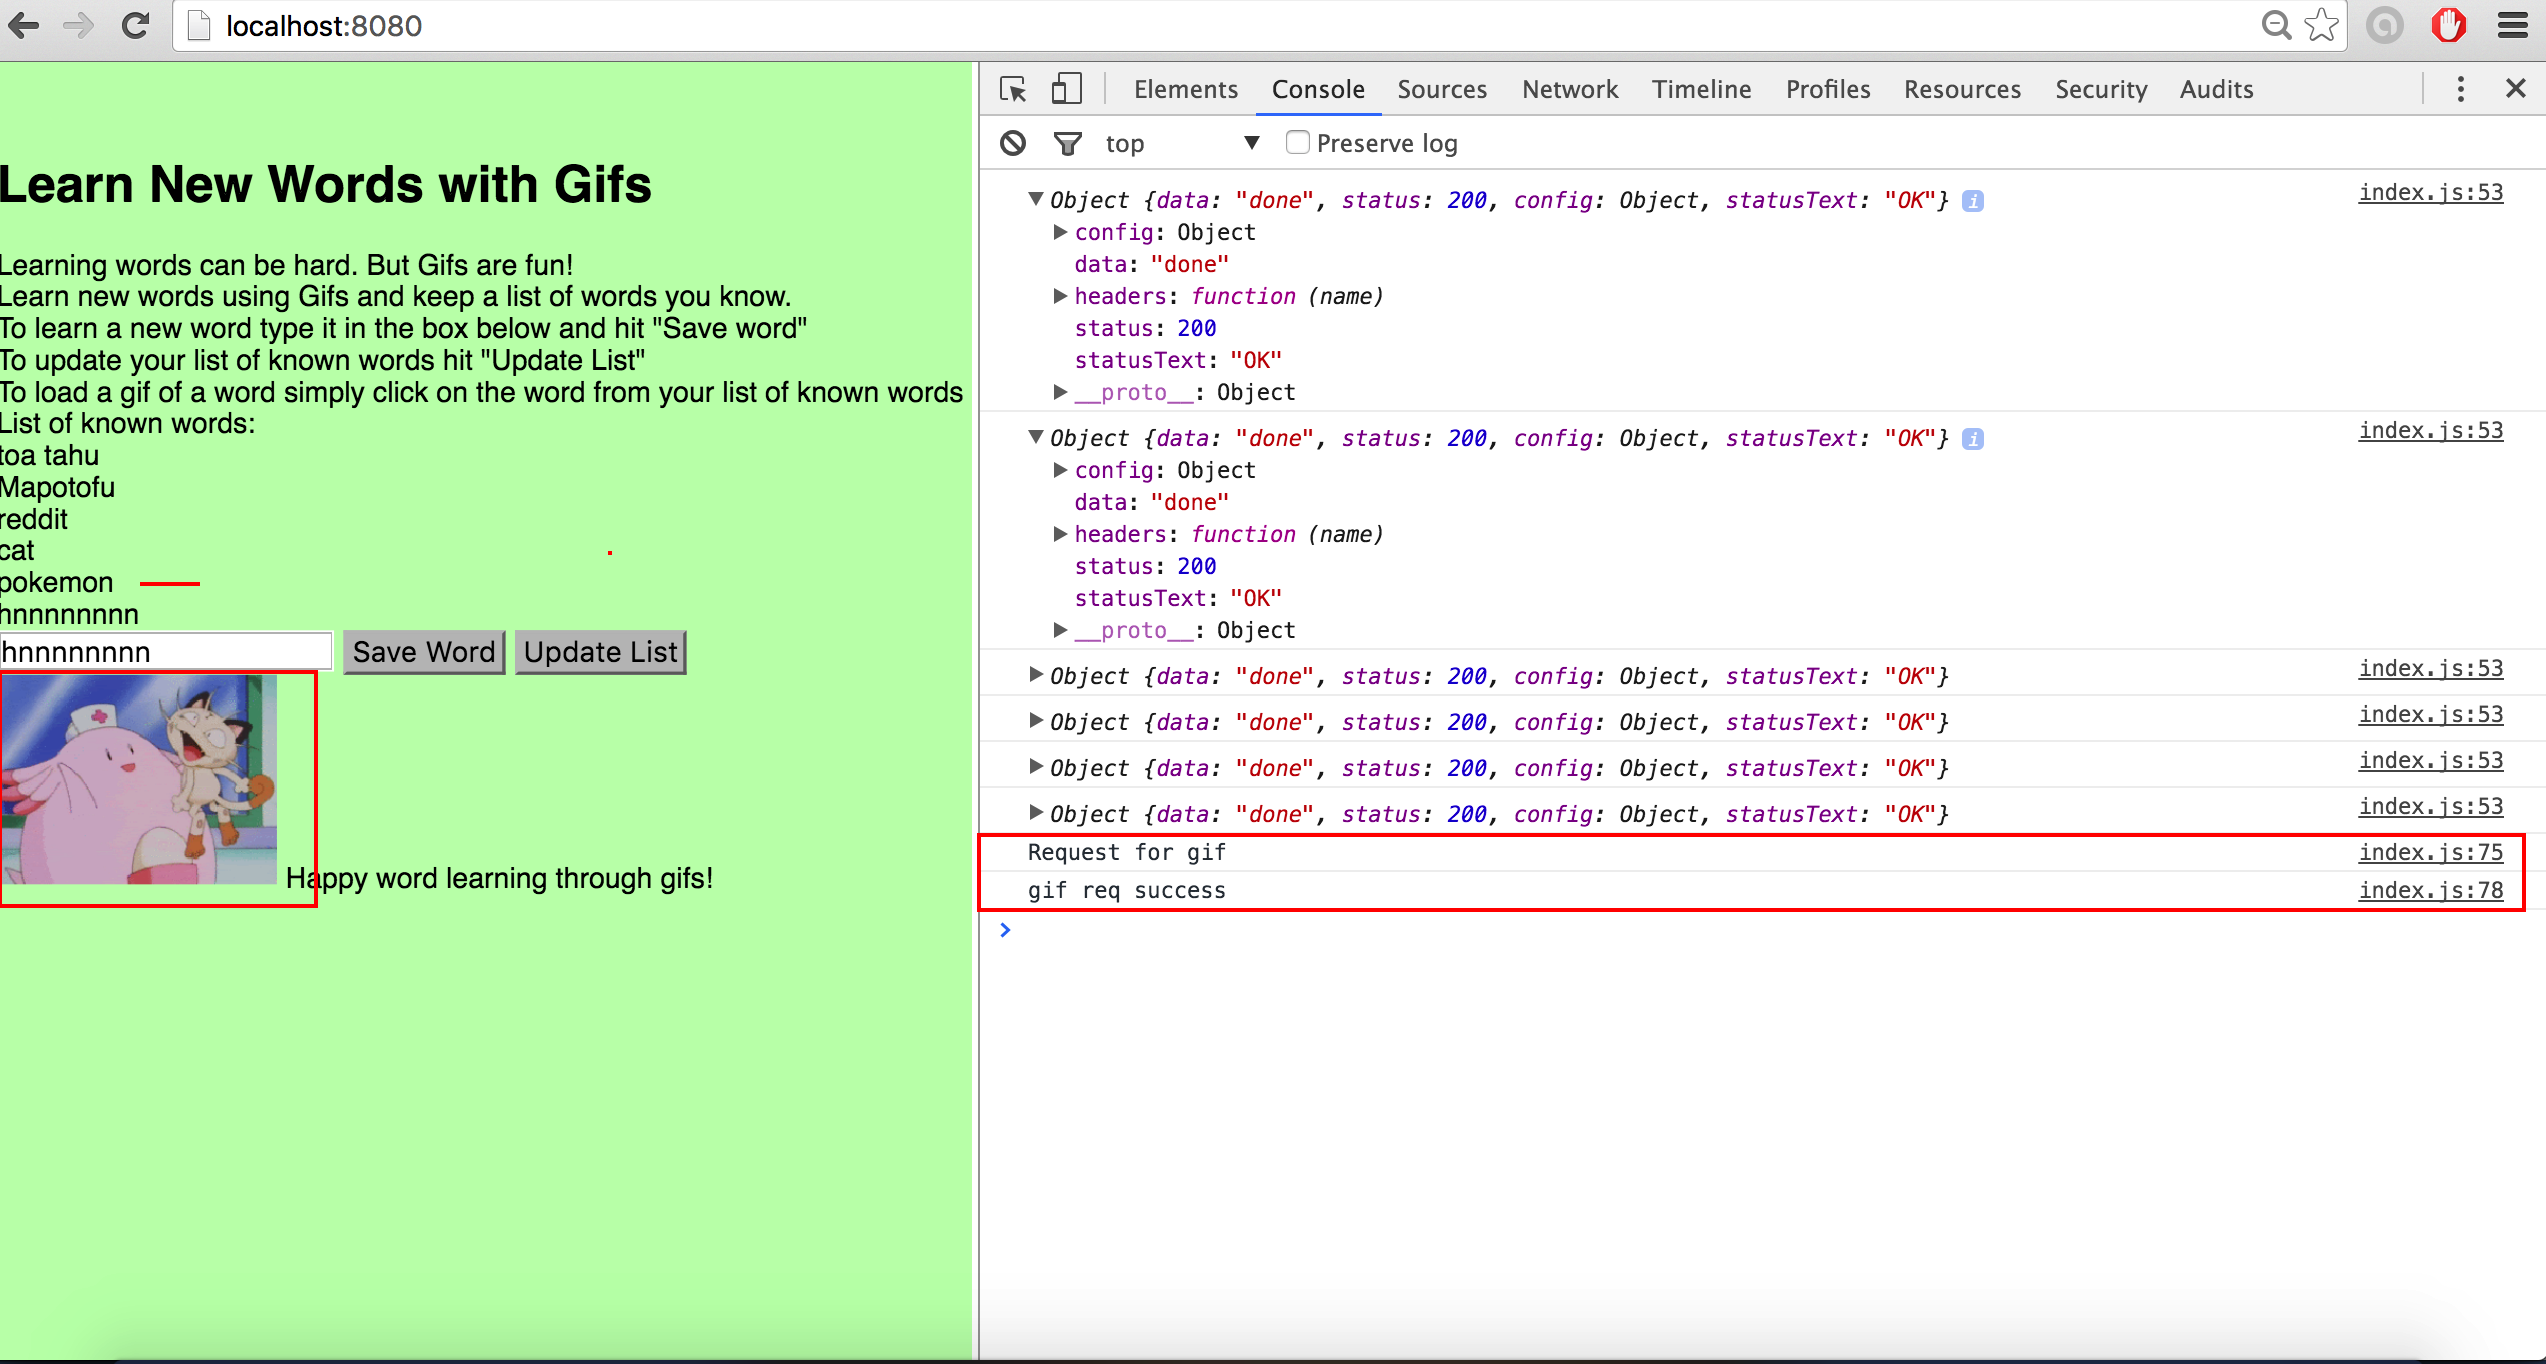 localhost:8080
Elements Console Sources Network Timeline Profiles Resources Security Audits
top Preserve log
Learn New Words with Gifs
Learning words can be hard. But Gifs are fun!
Learn new words using Gifs and keep a list of words you know.
To learn a new word type it in the box below and hit "Save word"
To update your list of known words hit "Update List"
To load a gif of a word simply click on the word from your list of known words
List of known words:
toa tahu
Mapotofu
reddit
cat
pokemon
hnnnnnnnn
hnnnnnnnn Save Word Update List
Happy word learning through gifs!
Object {data: "done", status: 200, config: Object, statusText: "OK"} i index.js:53
config: Object
data: "done"
headers: function (name)
status: 200
statusText: "OK"
__proto__: Object
Object {data: "done", status: 200, config: Object, statusText: "OK"} i index.js:53
config: Object
data: "done"
headers: function (name)
status: 200
statusText: "OK"
__proto__: Object
Object {data: "done", status: 200, config: Object, statusText: "OK"} index.js:53
Object {data: "done", status: 200, config: Object, statusText: "OK"} index.js:53
Object {data: "done", status: 200, config: Object, statusText: "OK"} index.js:53
Object {data: "done", status: 200, config: Object, statusText: "OK"} index.js:53
Request for gif index.js:75
gif req success index.js:78